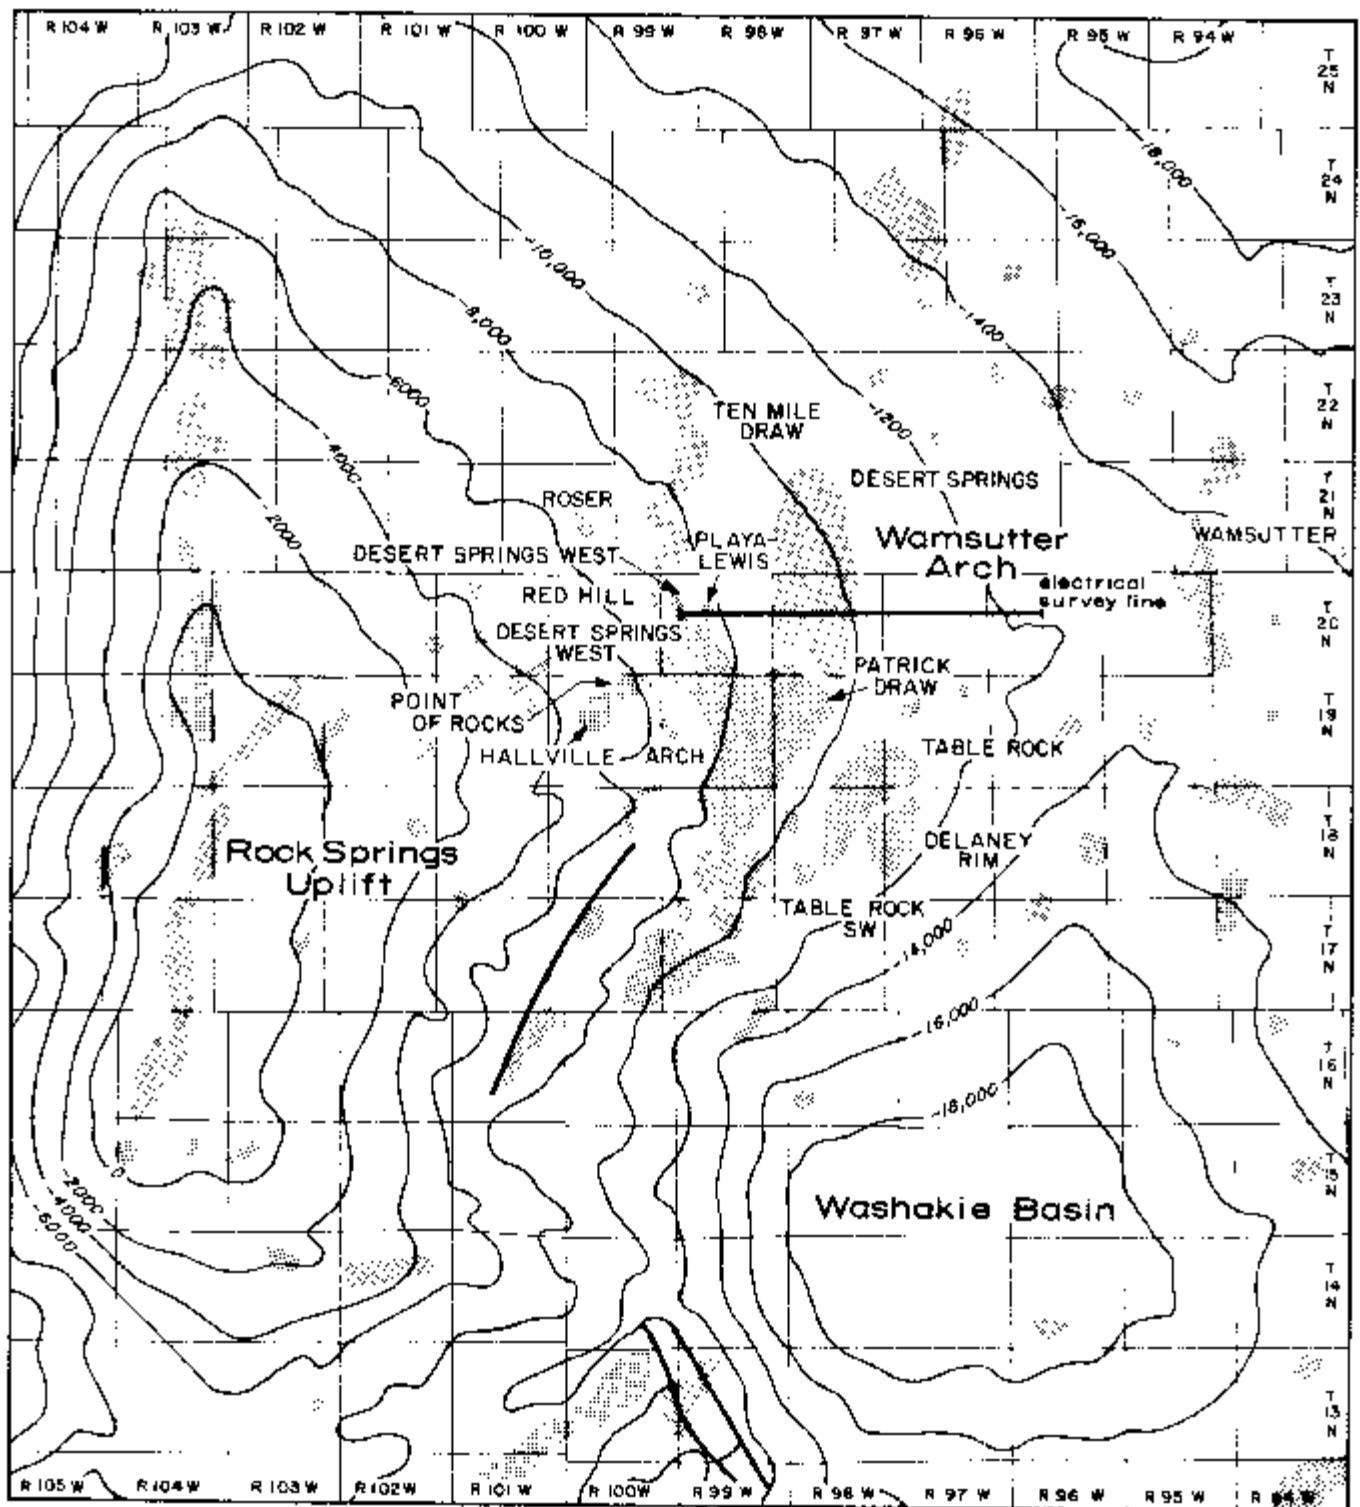 R 104 W R 103 W R 102 W R 101 W R 100 W R 99 W R 98 W R 97 W R 96 W R 95 W R 94 W
T
25
N
-18,000
T
24
N
-16,000
-10,000
T
23
N
8,000
-1400
6000
TEN MILE
DRAW
-1200
T
22
N
-4000
DESERT SPRINGS
T
21
N
ROSER
2000
PLAYA-
LEWIS
Wamsutter
Arch
WAMSUTTER
DESERT SPRINGS WEST
electrical
survey line
RED HILL
T
20
N
DESERT SPRINGS
WEST
PATRICK
DRAW
POINT
OF ROCKS
T
19
N
HALLVILLE ARCH
TABLE ROCK
Rock Springs
Uplift
DELANEY
RIM
T
18
N
TABLE ROCK
SW
-14,000
T
17
N
-16,000
T
16
N
-18,000
0
-2000
-4000
-6000
T
15
N
Washakie Basin
T
14
N
T
13
N
R 105 W R 104 W R 103 W R 102 W R 101 W R 100 W R 99 W R 98 W R 97 W R 96 W R 95 W R